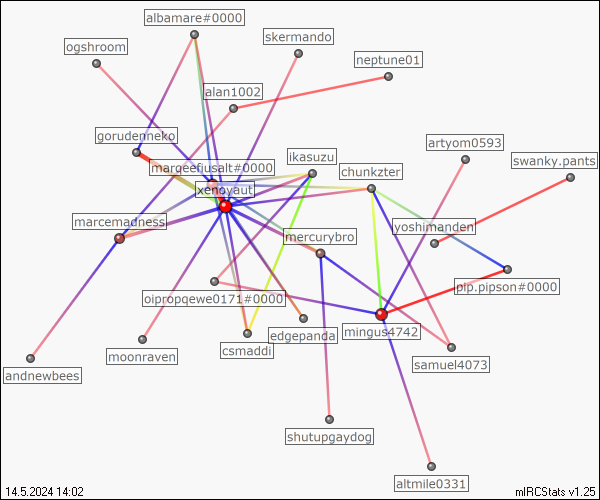 albamare#0000
skermando
ogshroom
neptune01
alan1002
gorudenneko
artyom0593
ikasuzu
swanky.pants
margeefjusalt#0000
chunkzter
xenoyaut
marcemadness
yoshimanden
mercurybro
pip.pipson#0000
oipropqewe0171#0000
mingus4742
edgepanda
csmaddi
moonraven
samuel4073
andnewbees
shutupgaydog
altmile0331
14.5.2024 14:02
mIRCStats v1.25